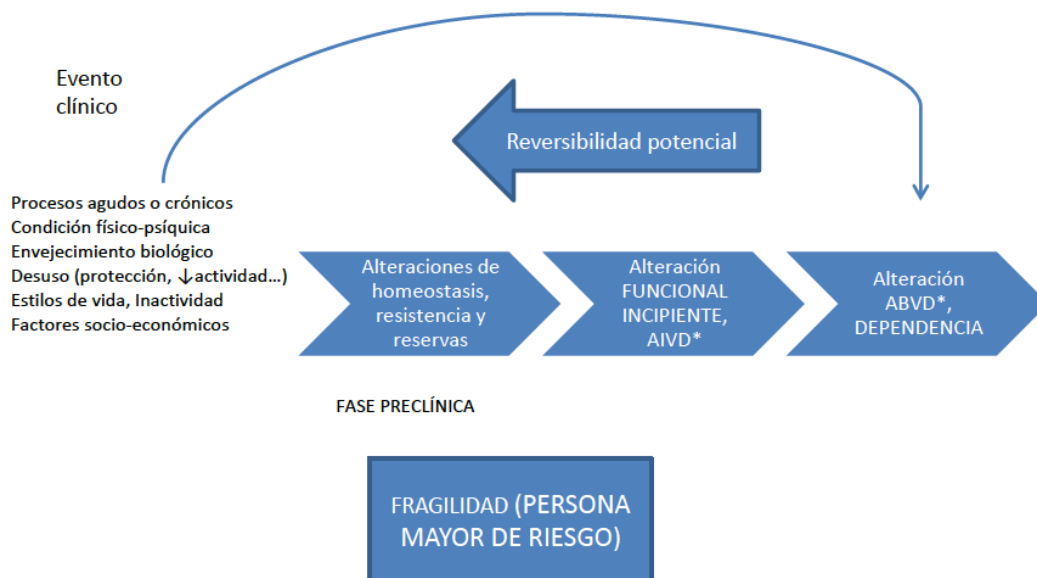 Evento
clínico
Reversibilidad potencial
Procesos agudos o crónicos
Condición físico-psíquica
Envejecimiento biológico
Desuso (protección, ↓actividad...)
Estilos de vida, Inactividad
Factores socio-económicos
Alteraciones de
homeostasis,
resistencia y
reservas
Alteración
FUNCIONAL
INCIPIENTE,
AIVD*
Alteración
ABVD*,
DEPENDENCIA
FASE PRECLÍNICA
FRAGILIDAD (PERSONA
MAYOR DE RIESGO)